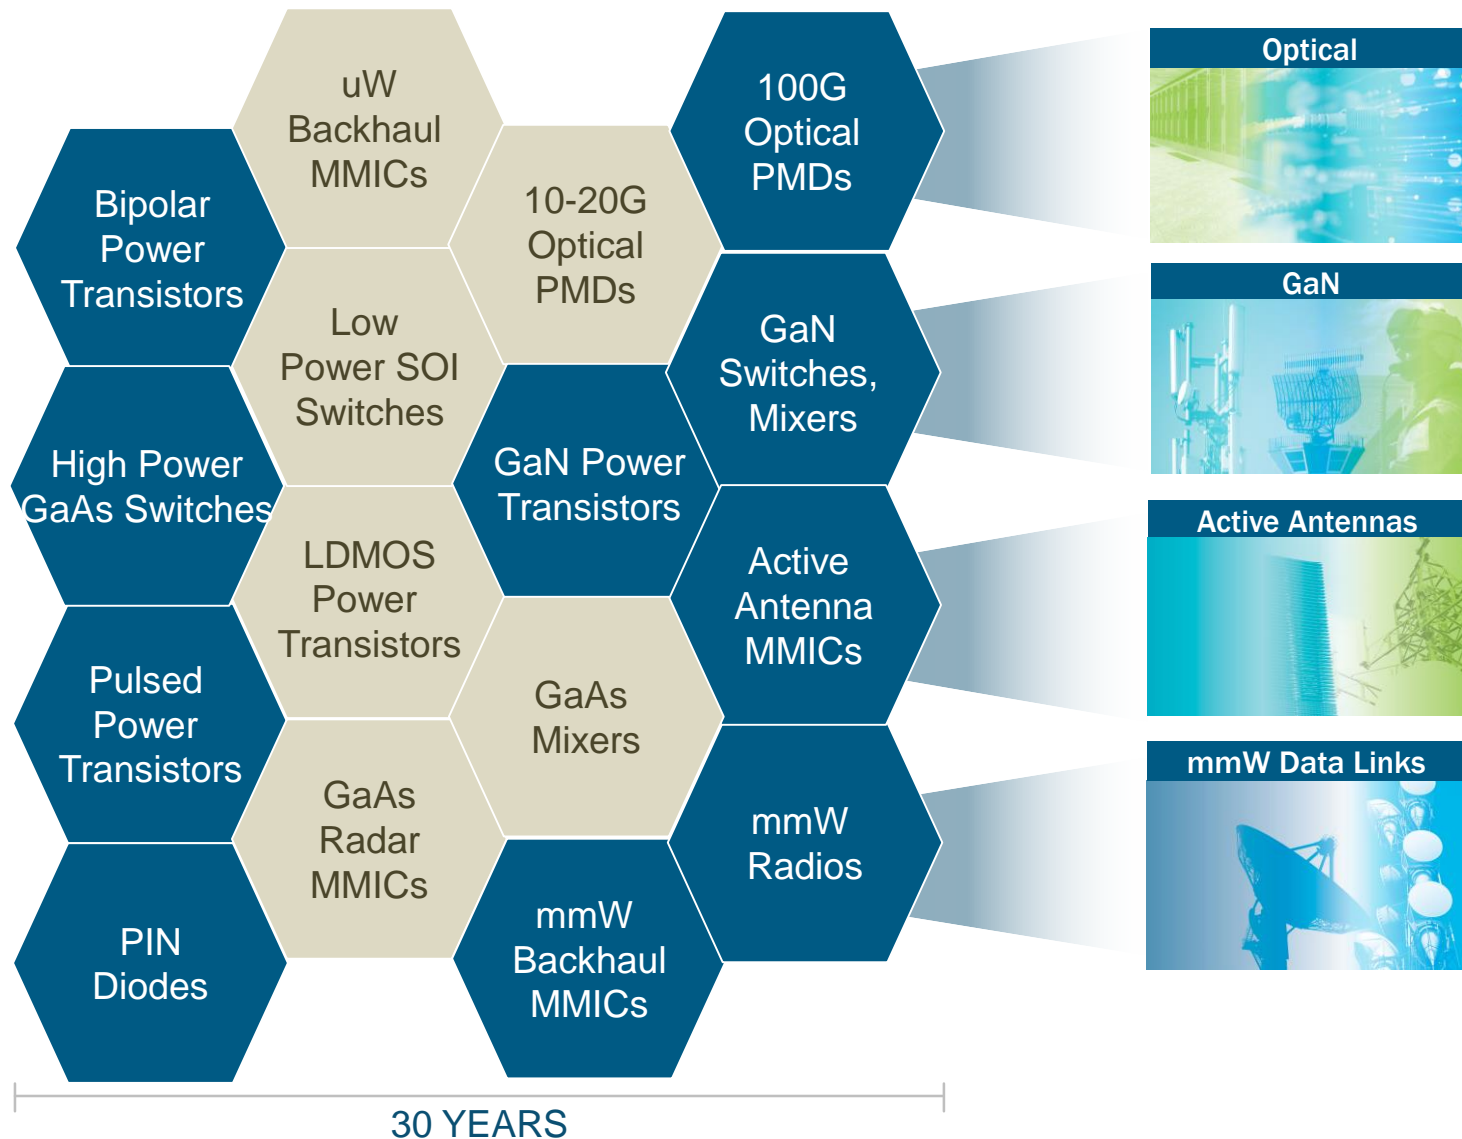 Bipolar
Power
Transistors
High Power
GaAs Switches
Pulsed
Power
Transistors
PIN
Diodes
uW
Backhaul
MMICs
Low
Power SOI
Switches
LDMOS
Power
Transistors
GaAs
Radar
MMICs
10-20G
Optical
PMDs
GaN Power
Transistors
GaAs
Mixers
mmW
Backhaul
MMICs
100G
Optical
PMDs
GaN
Switches,
Mixers
Active
Antenna
MMICs
mmW
Radios
Optical
GaN
Active Antennas
mmW Data Links
30 YEARS